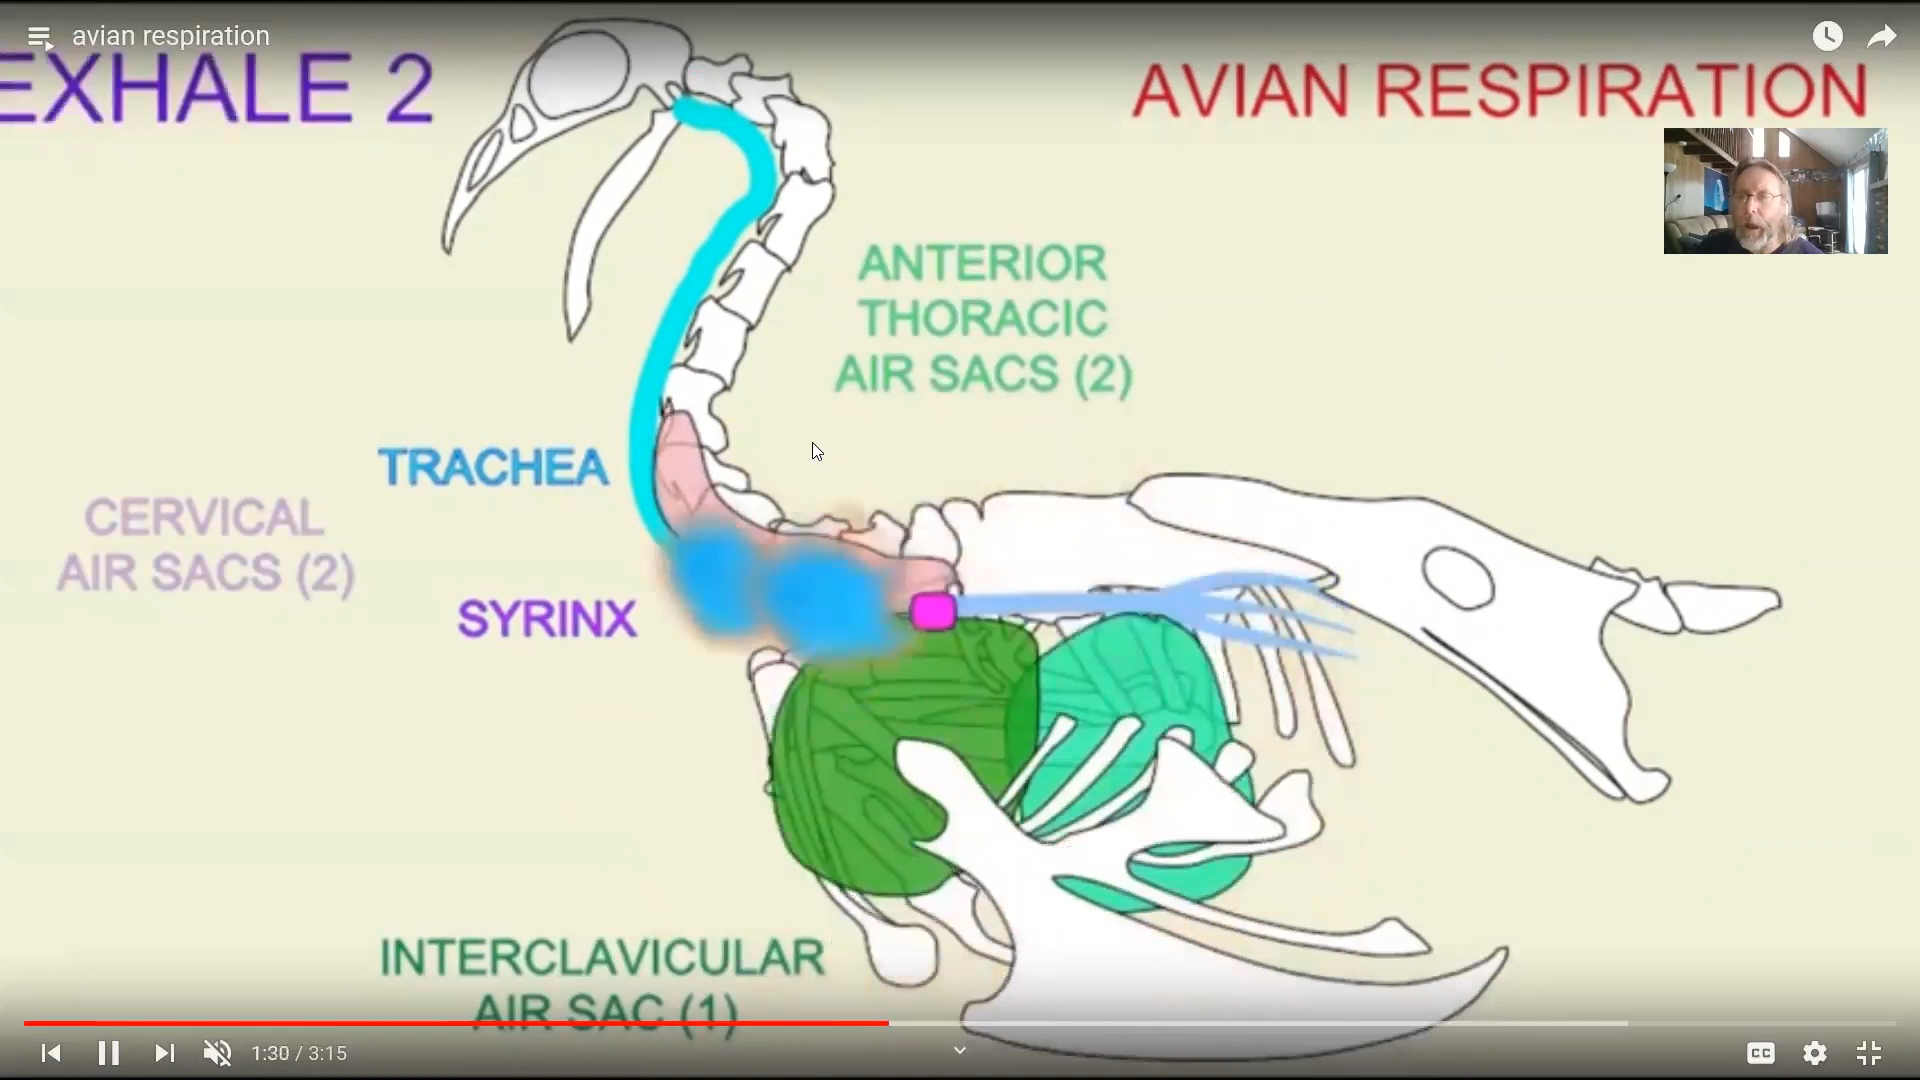 avian respiration
EXHALE 2
AVIAN RESPIRATION
ANTERIOR
THORACIC
AIR SACS (2)
TRACHEA
CERVICAL
AIR SACS (2)
SYRINX
INTERCLAVICULAR
AIR SAC (1)
1:30 / 3:15
CC